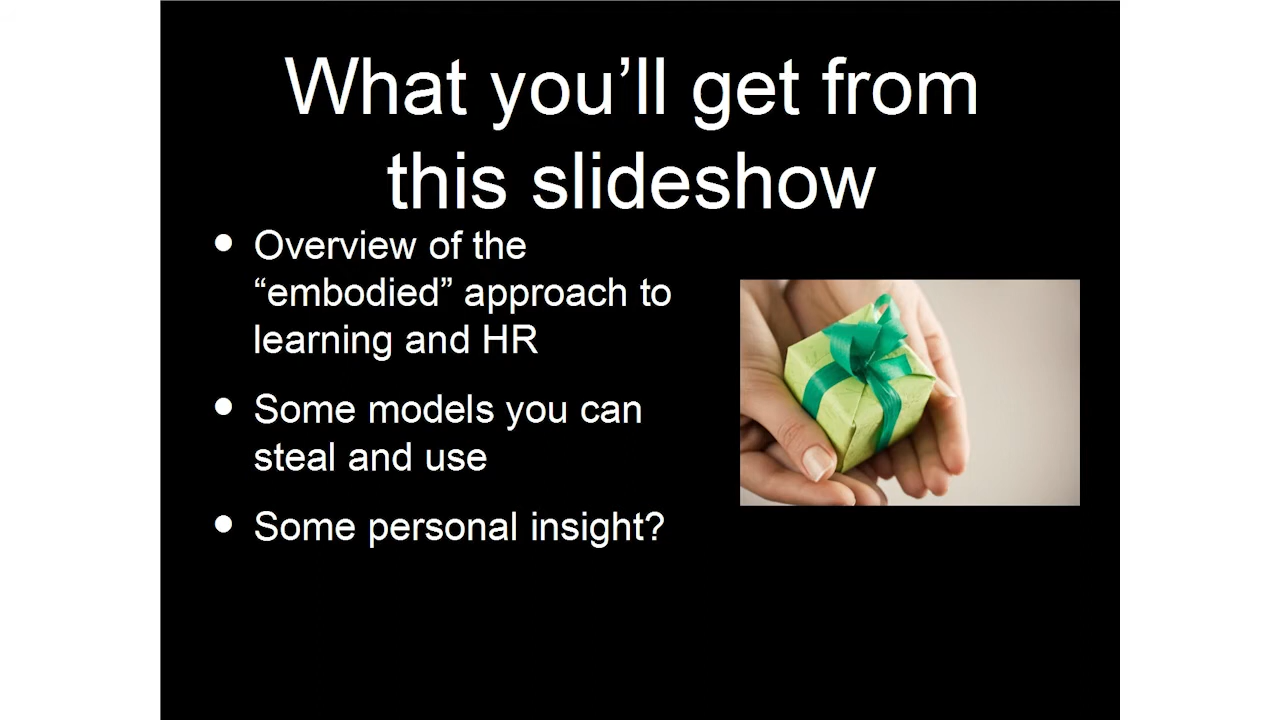 What you’ll get from
this slideshow
• Overview of the
“embodied” approach to
learning and HR
• Some models you can
steal and use
• Some personal insight?